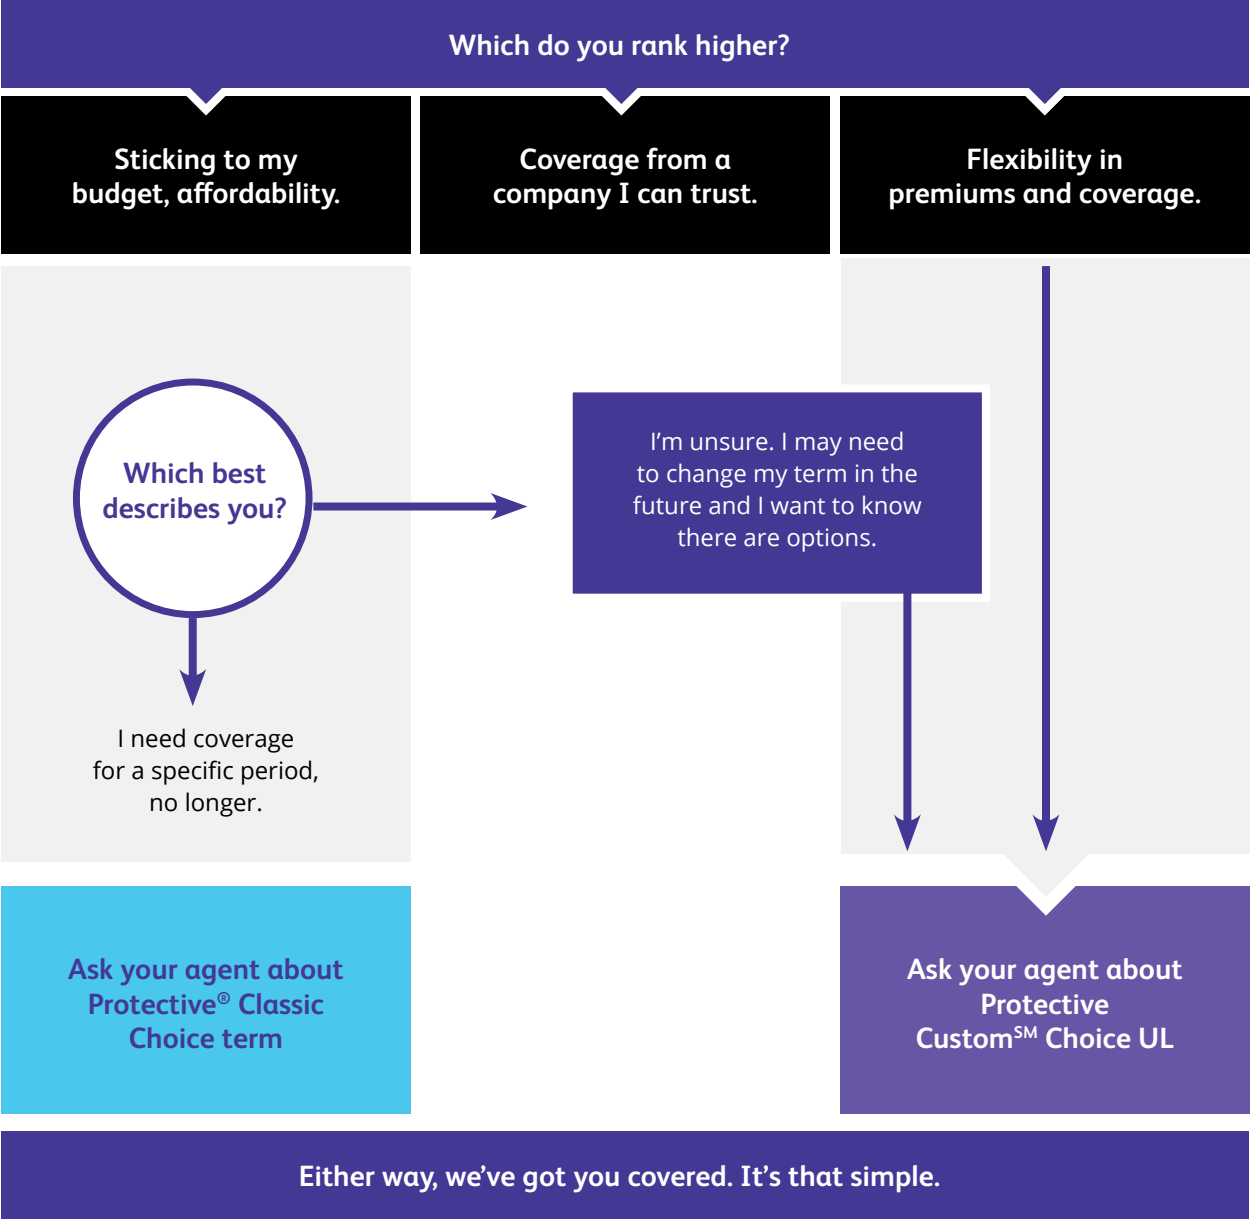 Which do you rank higher?
Sticking to my
budget, affordability.
Coverage from a
company I can trust.
Flexibility in
premiums and coverage.
Which best
describes you?
I’m unsure. I may need
to change my term in the
future and I want to know
there are options.
I need coverage
for a specific period,
no longer.
Ask your agent about
Protective® Classic
Choice term
Ask your agent about
Protective
Custom℠ Choice UL
Either way, we’ve got you covered. It’s that simple.